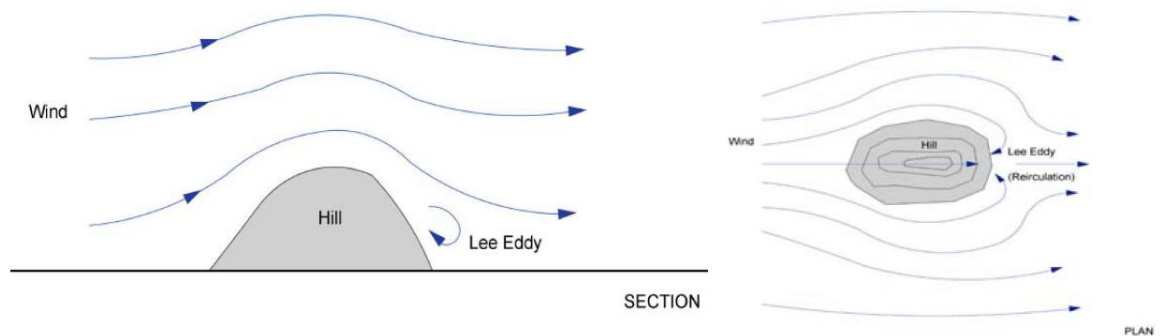 Wind
Hill
Lee Eddy
SECTION
Wind
Hill
Lee Eddy
(Reirculation)
PLAN